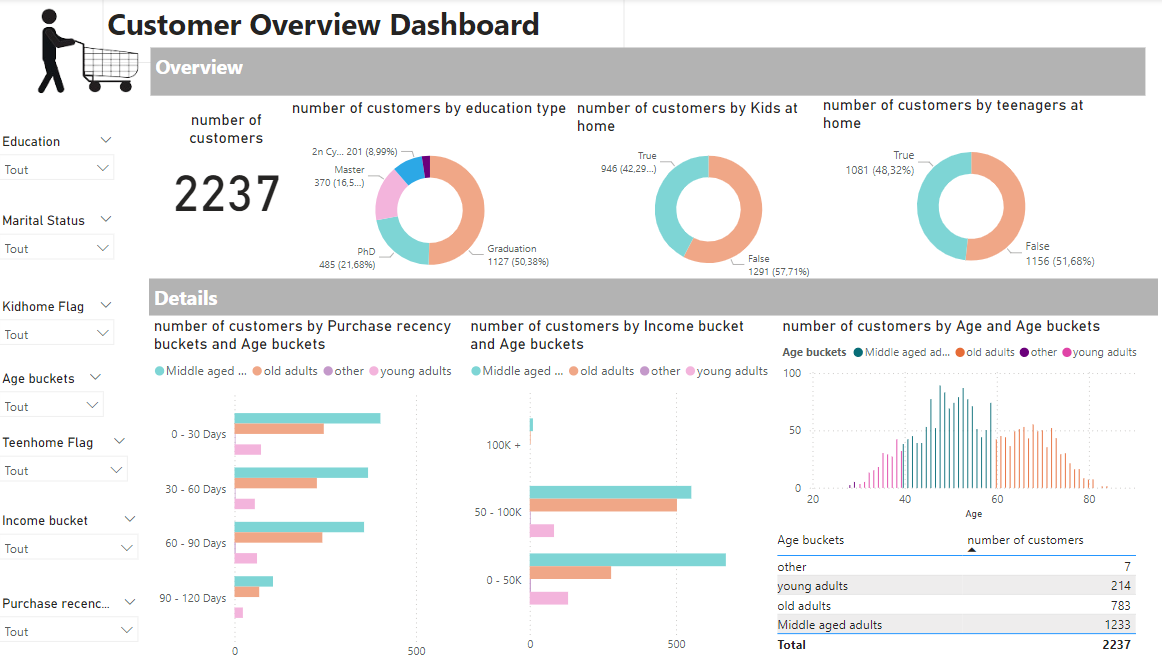 Customer Overview Dashboard
Overview
number of
customers
2237
number of customers by education type
2n Cy... 201 (8,99%)
Master
370 (16,5...)
PhD
485 (21,68%)
Graduation
1127 (50,38%)
number of customers by Kids at
home
True
946 (42,29...)
False
1291 (57,71%)
number of customers by teenagers at
home
True
1081 (48,32%)
False
1156 (51,68%)
Education
Tout
Marital Status
Tout
Kidhome Flag
Tout
Age buckets
Tout
Teenhome Flag
Tout
Income bucket
Tout
Purchase recenc...
Tout
Details
number of customers by Purchase recency
buckets and Age buckets
Middle aged ... old adults other young adults
0 - 30 Days
30 - 60 Days
60 - 90 Days
90 - 120 Days
0 500
number of customers by Income bucket
and Age buckets
Middle aged ... old adults other young adults
100K +
50 - 100K
0 - 50K
0 500
number of customers by Age and Age buckets
Age buckets Middle aged ad... old adults other young adults
100
50
0
20 40 60 80
Age
Age buckets number of customers
other 7
young adults 214
old adults 783
Middle aged adults 1233
Total 2237